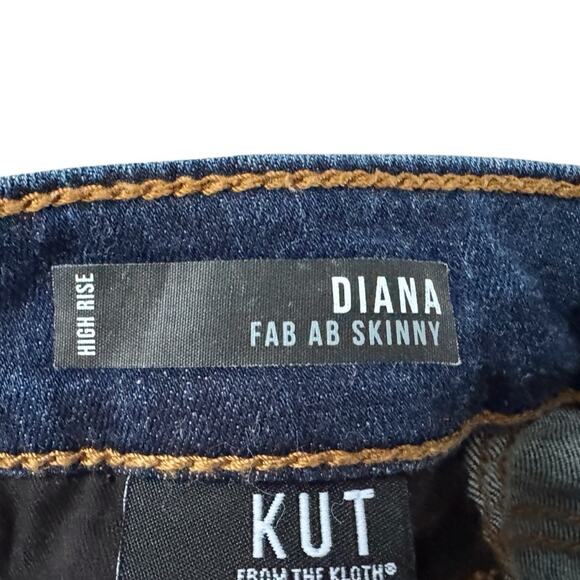 HIGH RISE
DIANA
FAB AB SKINNY
KUT
FROM THE KLOTH®